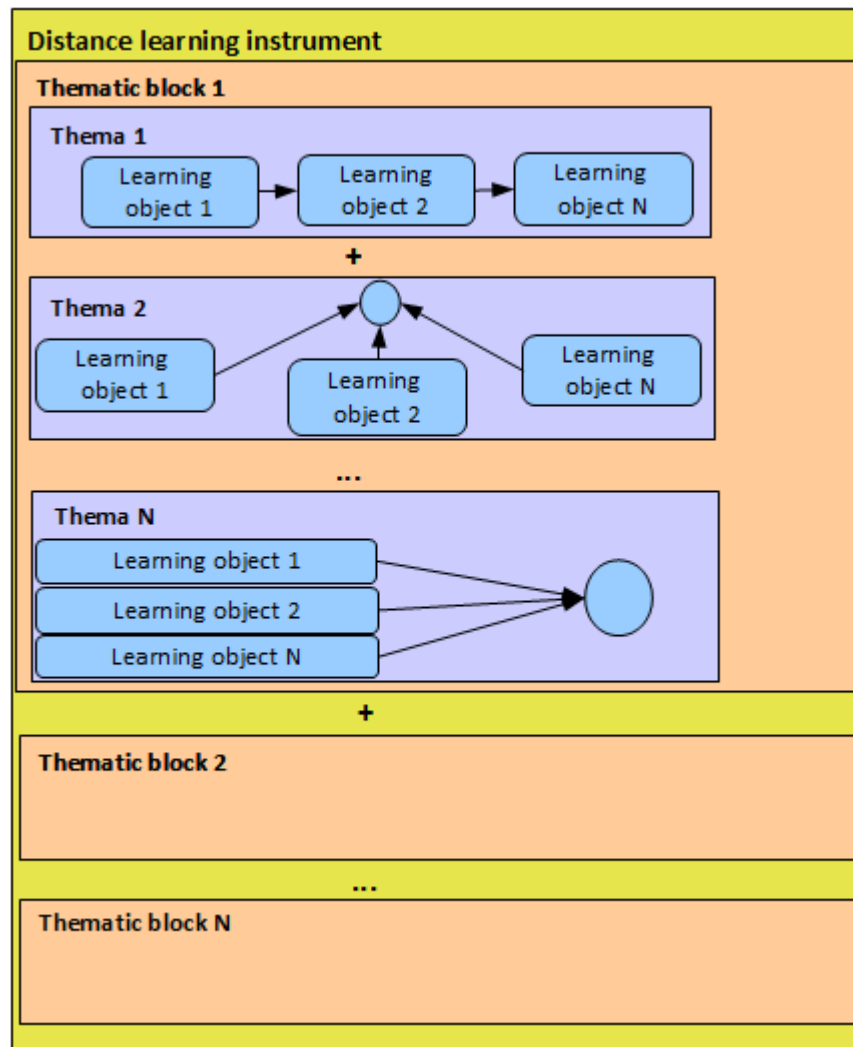 Distance learning instrument
Thematic block 1
Thema 1
Learning
object 1
Learning
object 2
Learning
object N
+
Thema 2
Learning
object 1
Learning
object 2
Learning
object N
...
Thema N
Learning object 1
Learning object 2
Learning object N
+
Thematic block 2
...
Thematic block N